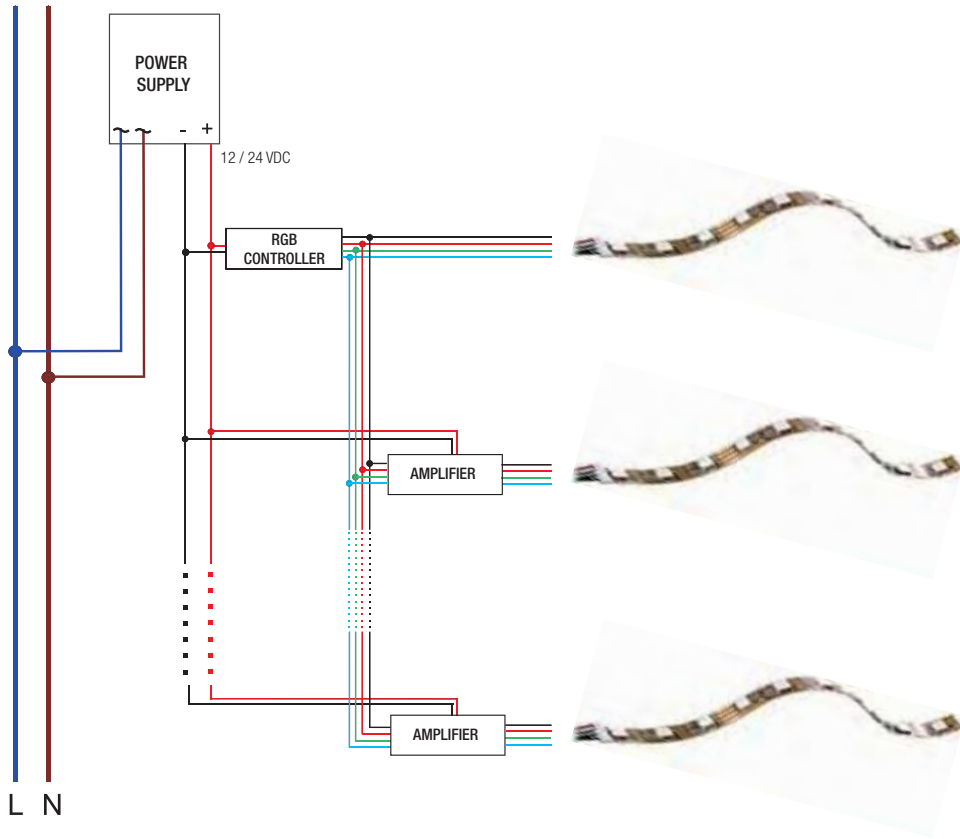 POWER
SUPPLY
- +
12 / 24 VDC
RGB
CONTROLLER
AMPLIFIER
AMPLIFIER
L N